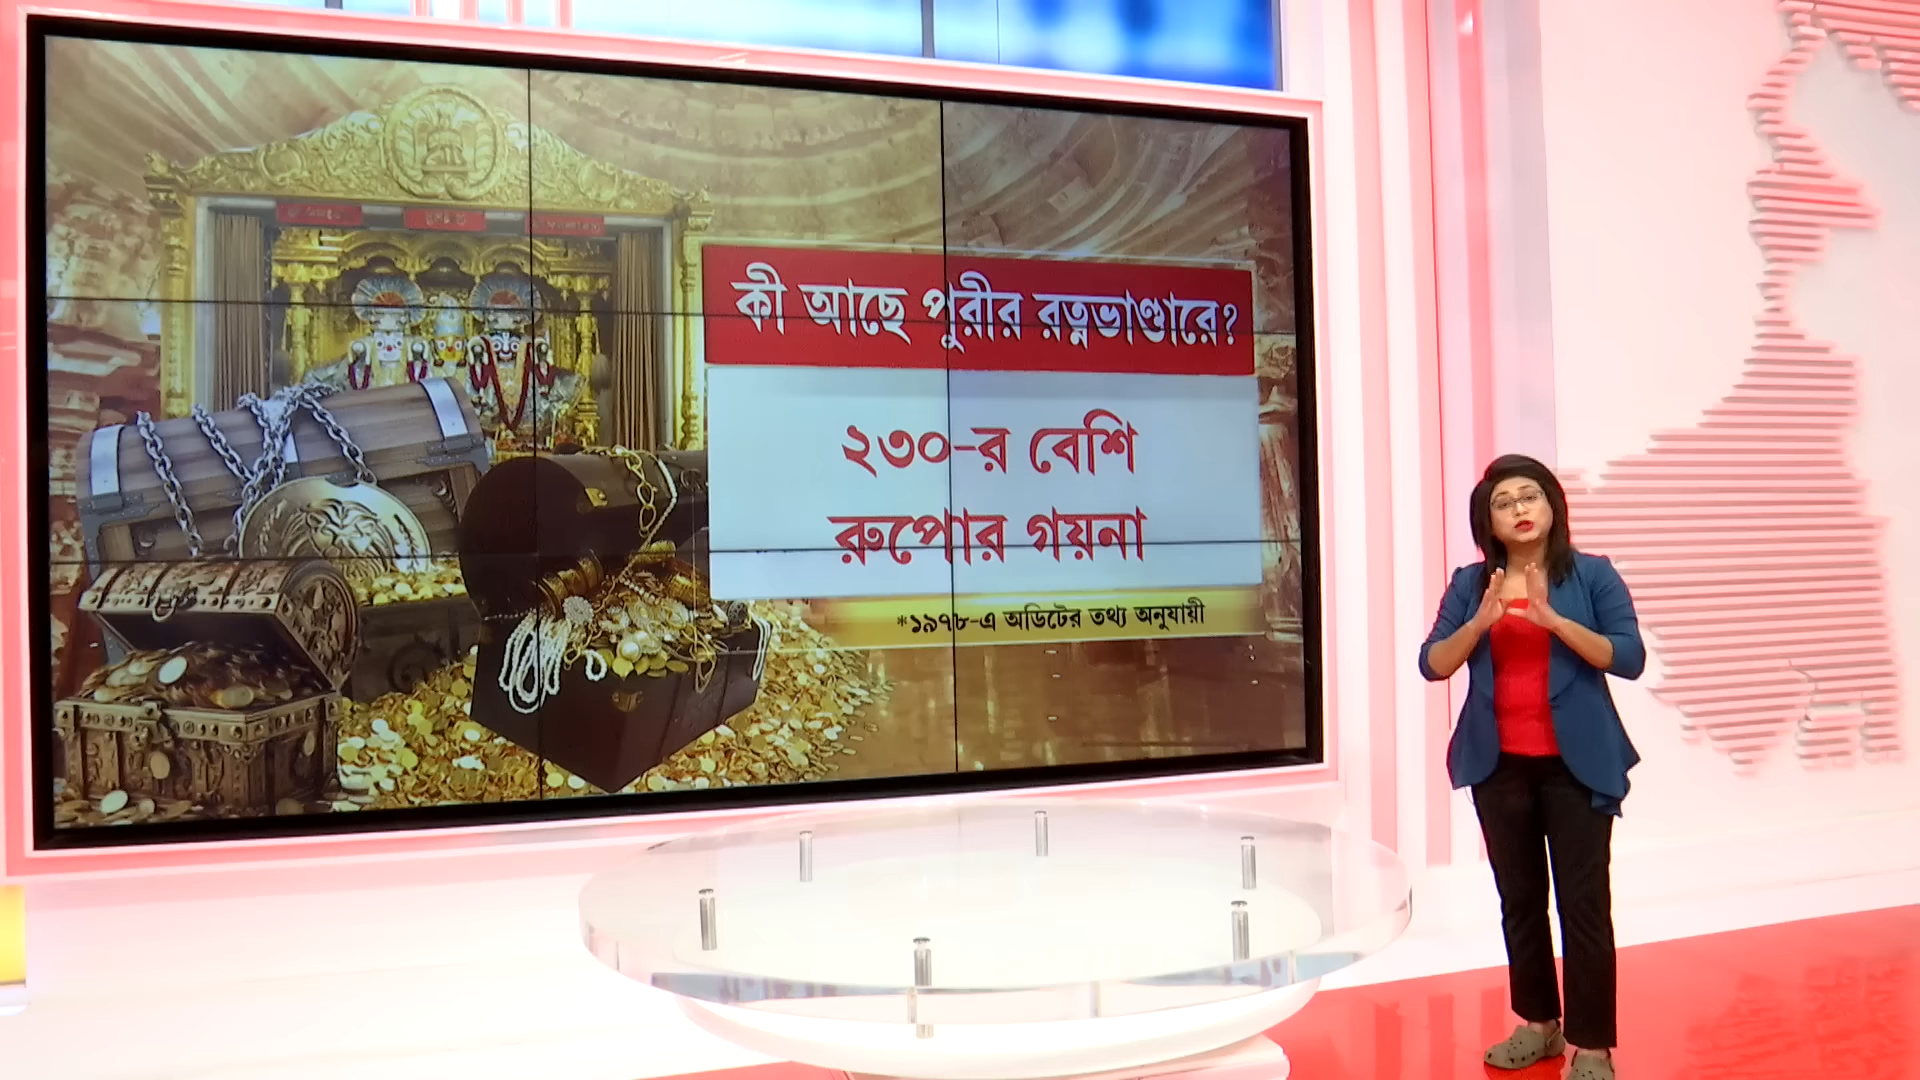 কী আছে পুরীর রত্নভাণ্ডারে?
২৩০-র বেশি
রুপোর গয়না
*১৯৭৮-এ অডিটের তথ্য অনুযায়ী